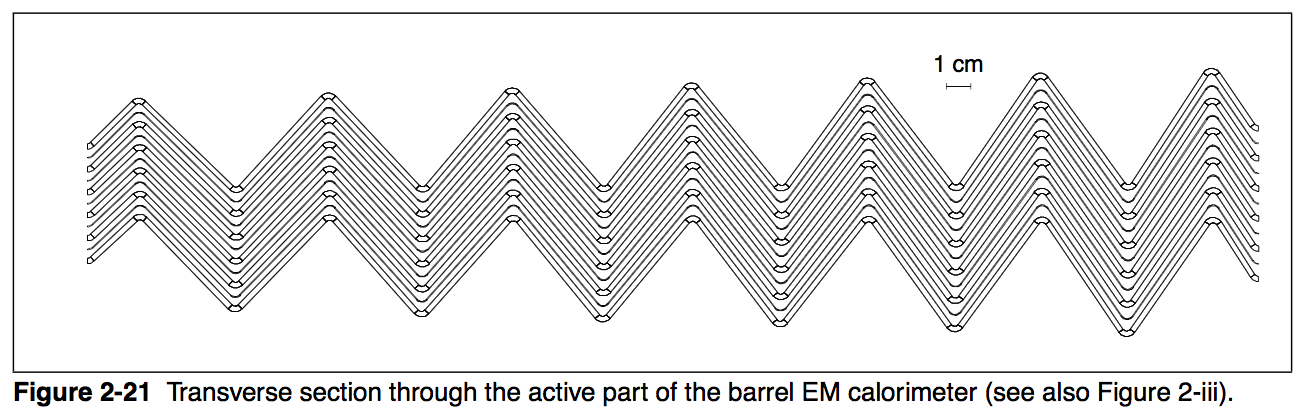 1 cm
Figure 2-21 Transverse section through the active part of the barrel EM calorimeter (see also Figure 2-iii).